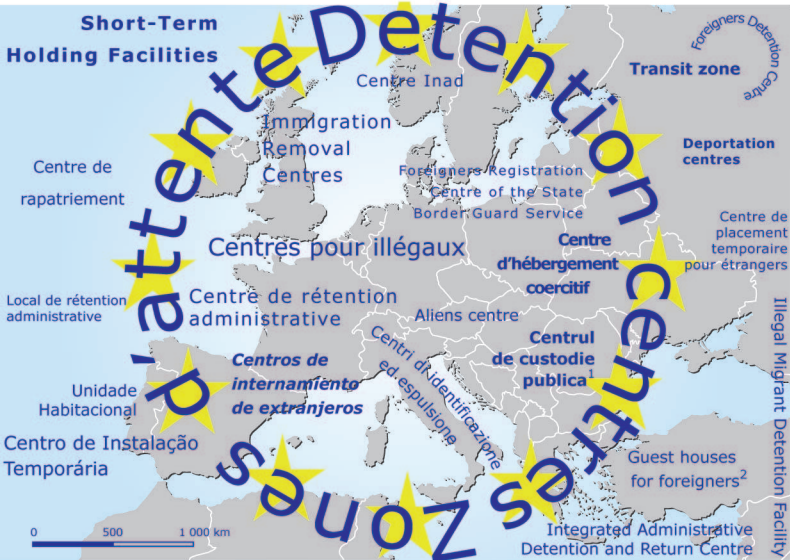 Short-Term
Holding Facilities
Detention centres
Zones d'attente
Foreigners Detention Centre
Transit zone
Centre Inad
Immigration
Removal
Centres
Deportation
centres
Centre de
rapatriement
Foreigners Registration
Centre of the State
Border Guard Service
Centre de
placement
temporaire
pour étrangers
Centres pour illégaux
Centre
d'hébergement
coercitif
Local de rétention
administrative
Centre de rétention
administrative
Aliens centre
Illegal Migrant Detention Facility
Centros de
internamiento
de extranjeros
Centri di identificazione
ed espulsione
Centrul
de custodie
publica1
Unidade
Habitacional
Centro de Instalação
Temporária
Guest houses
for foreigners2
Integrated Administrative
Detention and Return Centre
0 500 1 000 km